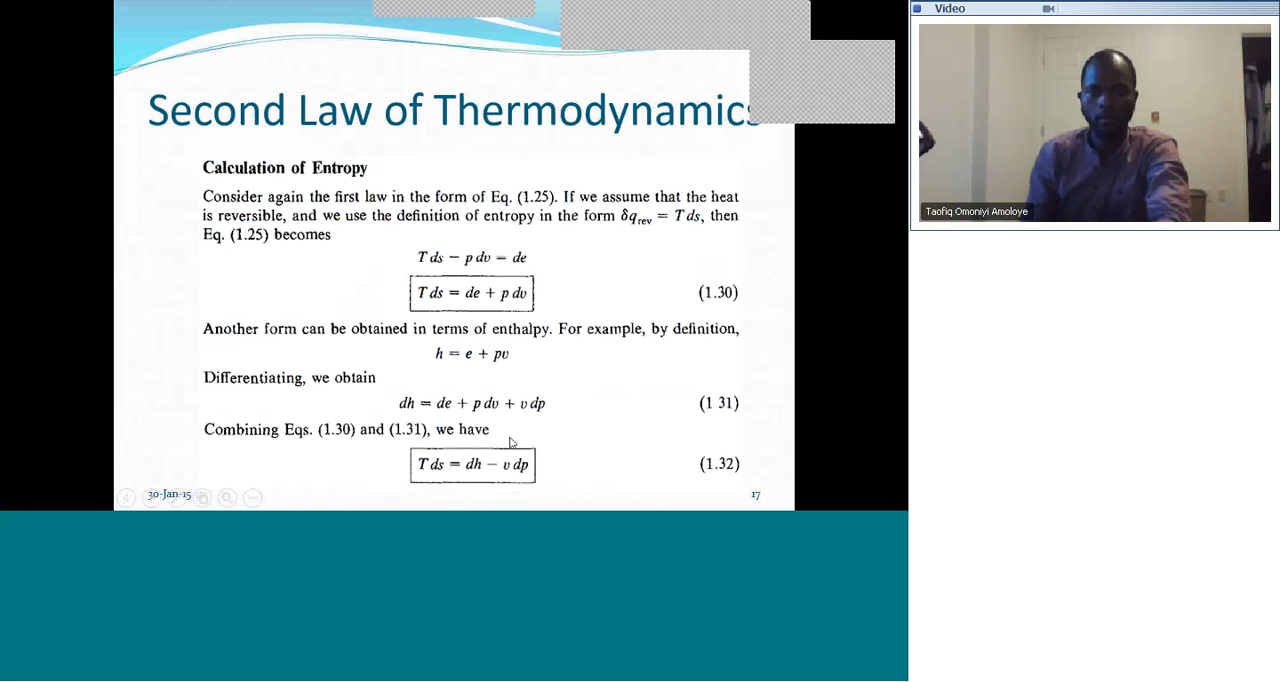 Second Law of Thermodynamics
Calculation of Entropy
Consider again the first law in the form of Eq. (1.25). If we assume that the heat
is reversible, and we use the definition of entropy in the form δq_rev = T ds, then
Eq. (1.25) becomes
T ds − p dv = de
T ds = de + p dv (1.30)
Another form can be obtained in terms of enthalpy. For example, by definition,
h = e + pv
Differentiating, we obtain
dh = de + p dv + v dp (1 31)
Combining Eqs. (1.30) and (1.31), we have
T ds = dh − v dp (1.32)
30-Jan-15 17
Video
Taofiq Omoniyi Amoloye